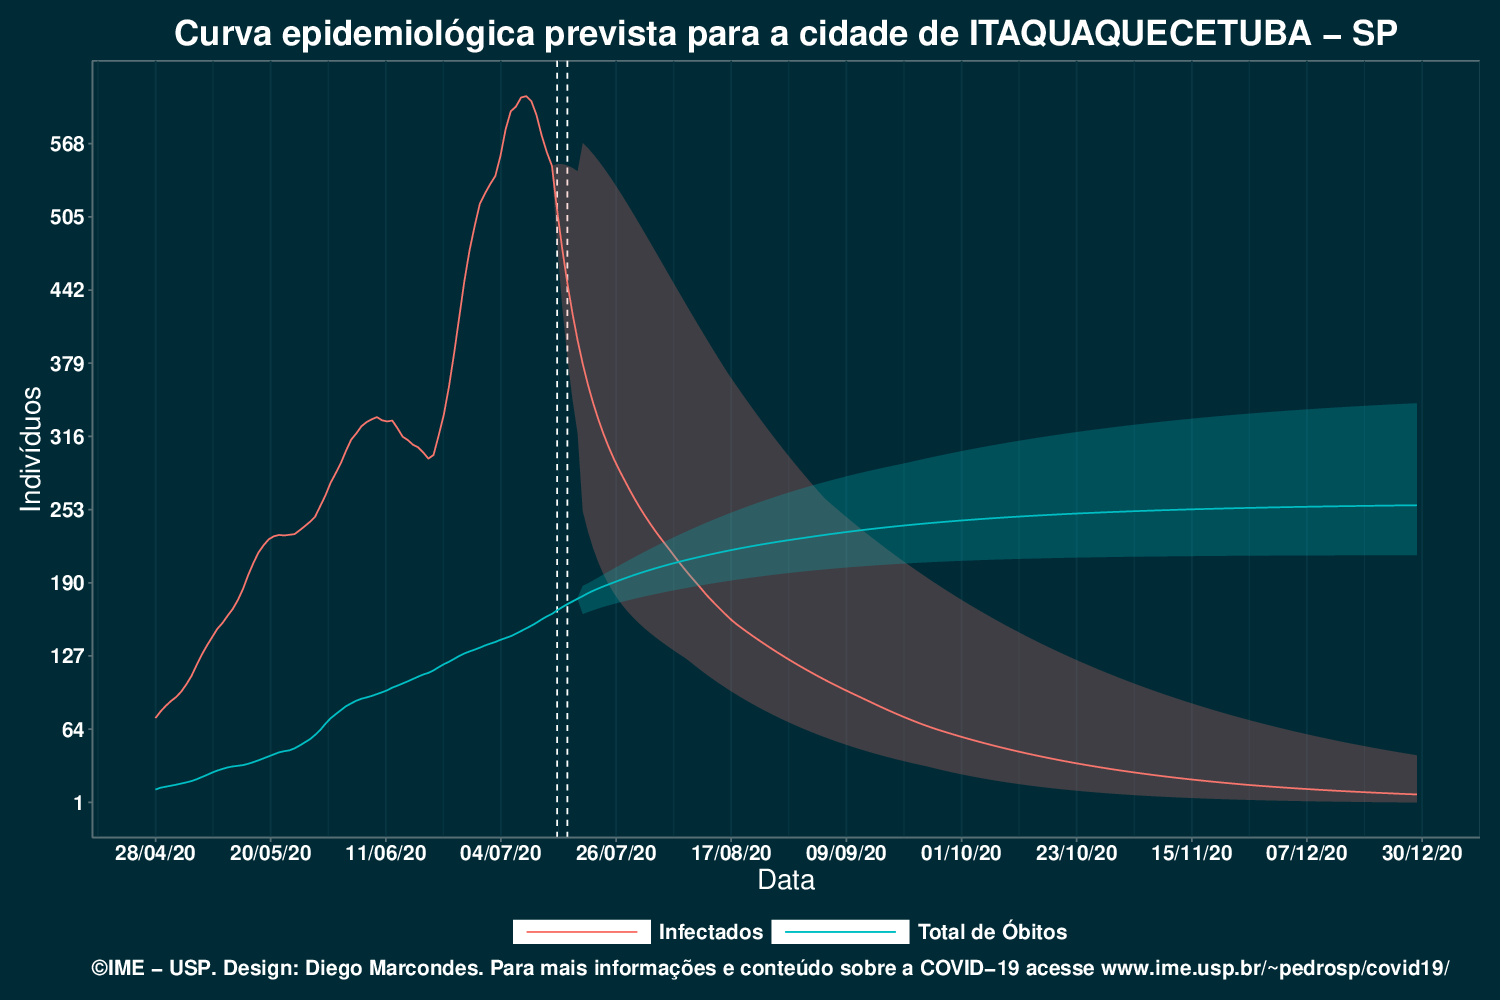 Curva epidemiológica prevista para a cidade de ITAQUAQUECETUBA – SP
Indivíduos
568
505
442
379
316
253
190
127
64
1
28/04/20 20/05/20 11/06/20 04/07/20 26/07/20 17/08/20 09/09/20 01/10/20 23/10/20 15/11/20 07/12/20 30/12/20
Data
Infectados Total de Óbitos
©IME – USP. Design: Diego Marcondes. Para mais informações e conteúdo sobre a COVID–19 acesse www.ime.usp.br/~pedrosp/covid19/